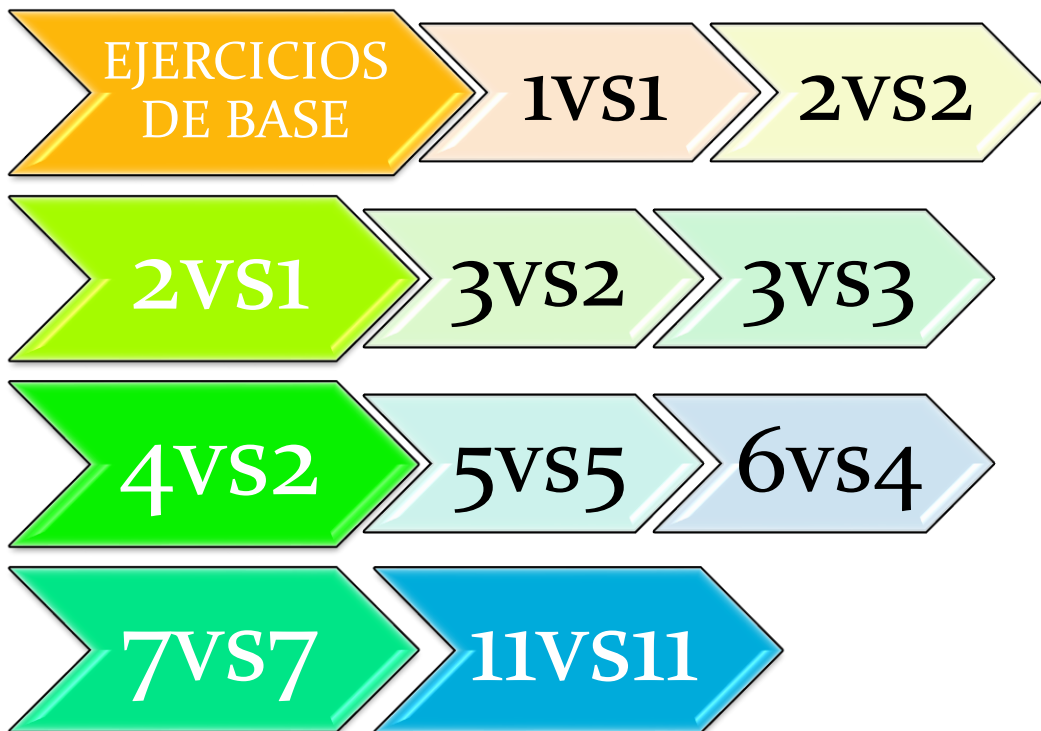 EJERCICIOS
DE BASE
1VS1
2VS2
2VS1
3VS2
3VS3
4VS2
5VS5
6VS4
7VS7
11VS11